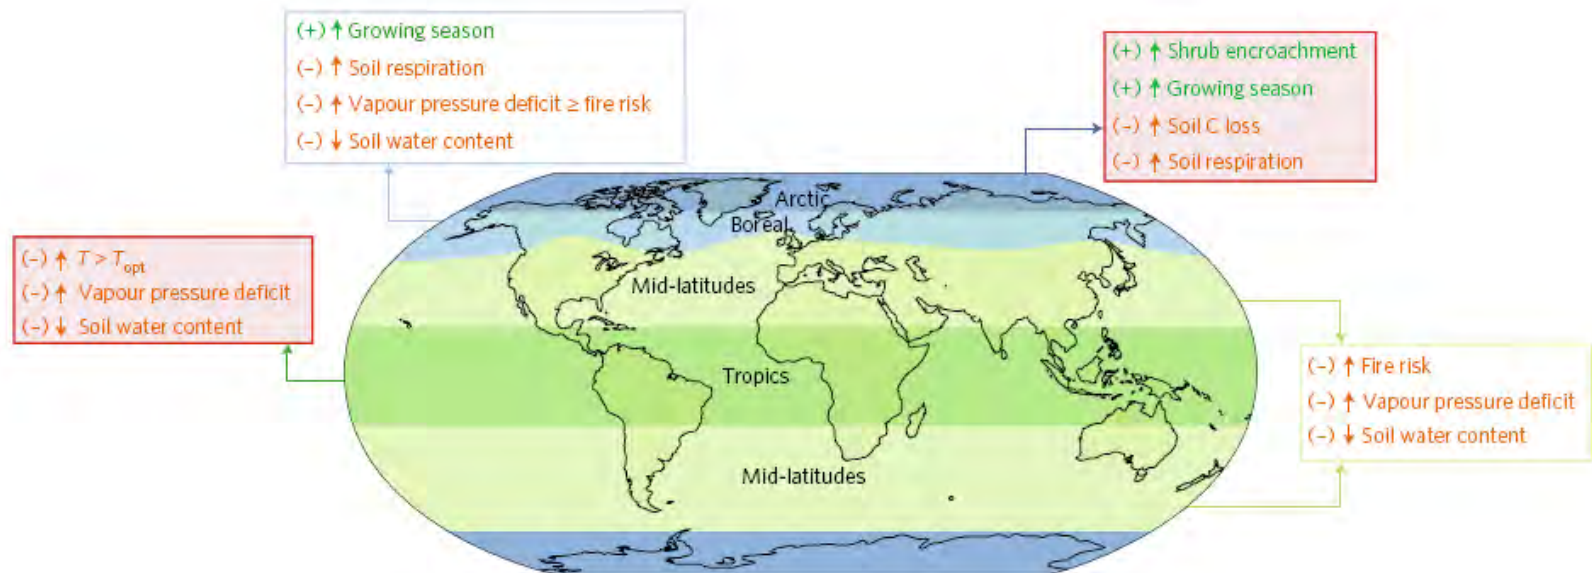 (+) ↑ Growing season
(–) ↑ Soil respiration
(–) ↑ Vapour pressure deficit ≥ fire risk
(–) ↓ Soil water content
(+) ↑ Shrub encroachment
(+) ↑ Growing season
(–) ↑ Soil C loss
(–) ↑ Soil respiration
Arctic
Boreal
(–) ↑ T > Topt
(–) ↑ Vapour pressure deficit
(–) ↓ Soil water content
Mid-latitudes
Tropics
(–) ↑ Fire risk
(–) ↑ Vapour pressure deficit
(–) ↓ Soil water content
Mid-latitudes